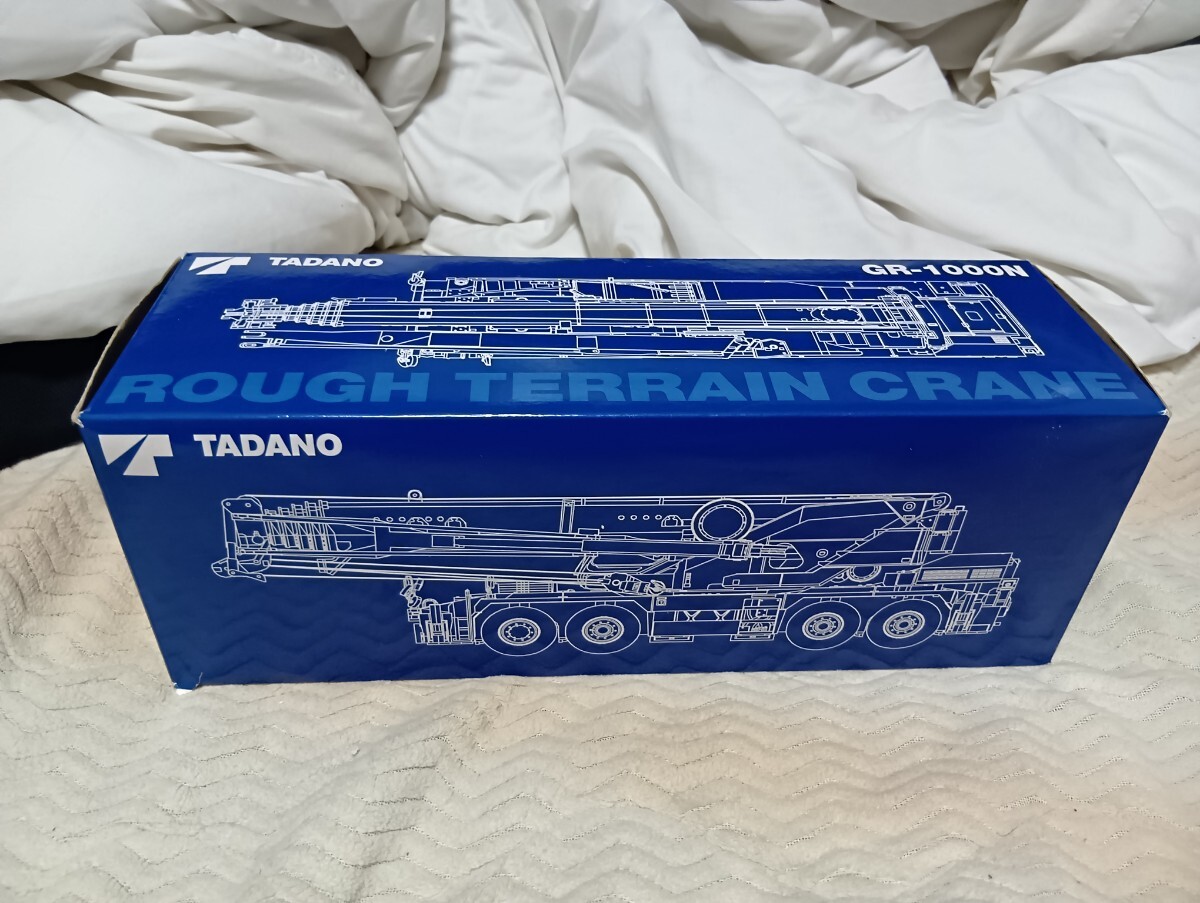 TADANO
GR-1000N
ROUGH TERRAIN CRANE
TADANO